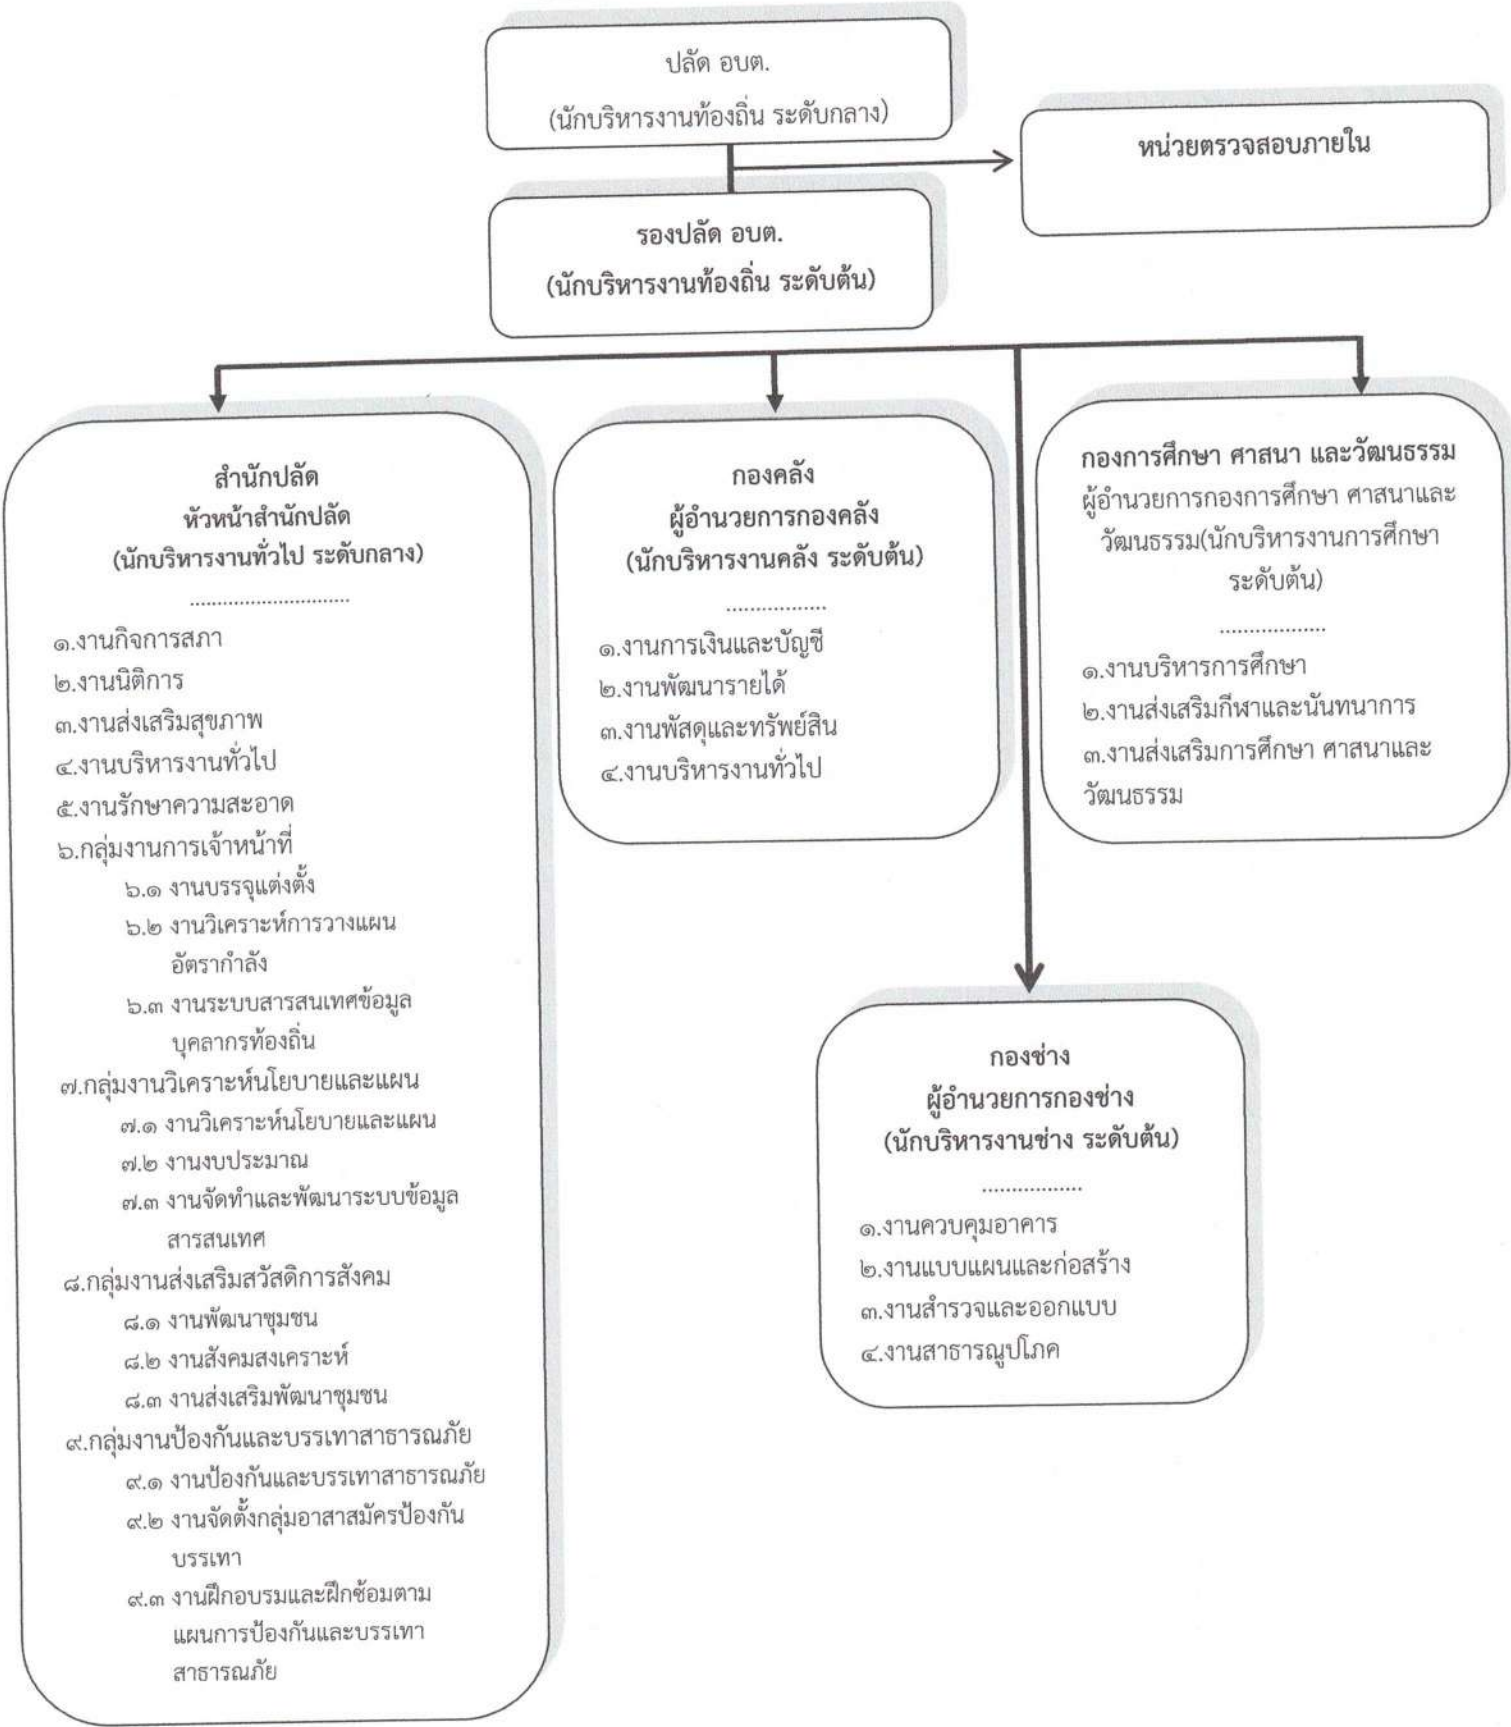 ปลัด อบต.
(นักบริหารงานท้องถิ่น ระดับกลาง)
หน่วยตรวจสอบภายใน
รองปลัด อบต.
(นักบริหารงานท้องถิ่น ระดับต้น)
สำนักปลัด
หัวหน้าสำนักปลัด
(นักบริหารงานทั่วไป ระดับกลาง)
..............................
๑.งานกิจการสภา
๒.งานนิติการ
๓.งานส่งเสริมสุขภาพ
๔.งานบริหารงานทั่วไป
๕.งานรักษาความสะอาด
๖.กลุ่มงานการเจ้าหน้าที่
๖.๑ งานบรรจุแต่งตั้ง
๖.๒ งานวิเคราะห์การวางแผน
อัตรากำลัง
๖.๓ งานระบบสารสนเทศข้อมูล
บุคลากรท้องถิ่น
๗.กลุ่มงานวิเคราะห์นโยบายและแผน
๗.๑ งานวิเคราะห์นโยบายและแผน
๗.๒ งานงบประมาณ
๗.๓ งานจัดทำและพัฒนาระบบข้อมูล
สารสนเทศ
๘.กลุ่มงานส่งเสริมสวัสดิการสังคม
๘.๑ งานพัฒนาชุมชน
๘.๒ งานสังคมสงเคราะห์
๘.๓ งานส่งเสริมพัฒนาชุมชน
๙.กลุ่มงานป้องกันและบรรเทาสาธารณภัย
๙.๑ งานป้องกันและบรรเทาสาธารณภัย
๙.๒ งานจัดตั้งกลุ่มอาสาสมัครป้องกัน
บรรเทา
๙.๓ งานฝึกอบรมและฝึกซ้อมตาม
แผนการป้องกันและบรรเทา
สาธารณภัย
กองคลัง
ผู้อำนวยการกองคลัง
(นักบริหารงานคลัง ระดับต้น)
..................
๑.งานการเงินและบัญชี
๒.งานพัฒนารายได้
๓.งานพัสดุและทรัพย์สิน
๔.งานบริหารงานทั่วไป
กองการศึกษา ศาสนา และวัฒนธรรม
ผู้อำนวยการกองการศึกษา ศาสนาและ
วัฒนธรรม(นักบริหารงานการศึกษา
ระดับต้น)
...................
๑.งานบริหารการศึกษา
๒.งานส่งเสริมกีฬาและนันทนาการ
๓.งานส่งเสริมการศึกษา ศาสนาและ
วัฒนธรรม
กองช่าง
ผู้อำนวยการกองช่าง
(นักบริหารงานช่าง ระดับต้น)
..................
๑.งานควบคุมอาคาร
๒.งานแบบแผนและก่อสร้าง
๓.งานสำรวจและออกแบบ
๔.งานสาธารณูปโภค